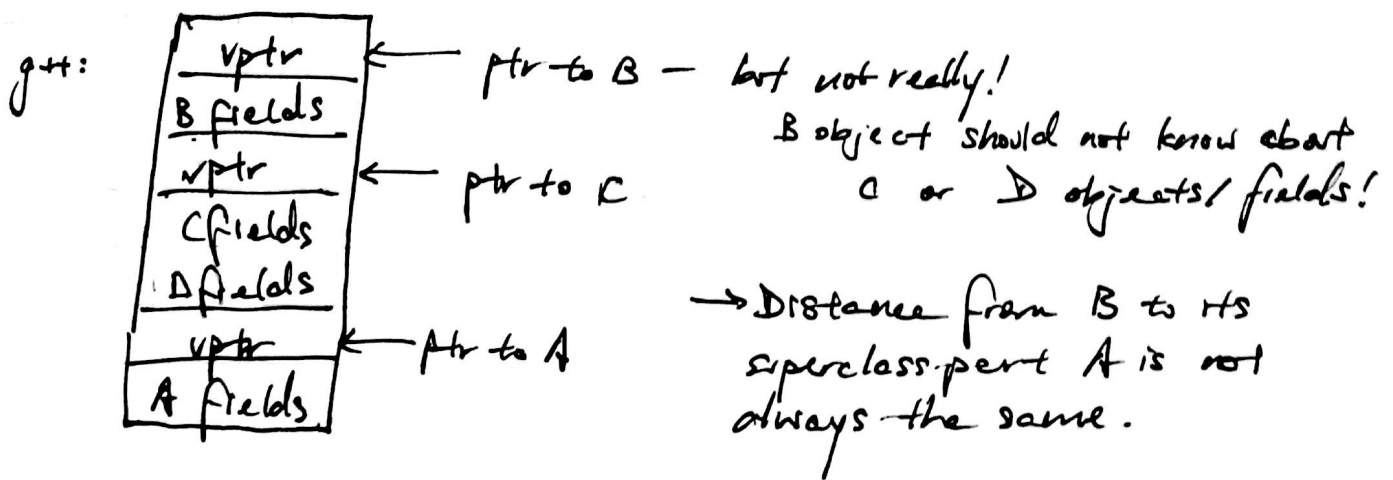 g++:
vptr
B fields
vptr
C fields
D fields
vptr
A fields
ptr to B — but not really!
B object should not know about
C or D objects/fields!
ptr to C
ptr to A
→ Distance from B to its
superclass-part A is not
always the same.